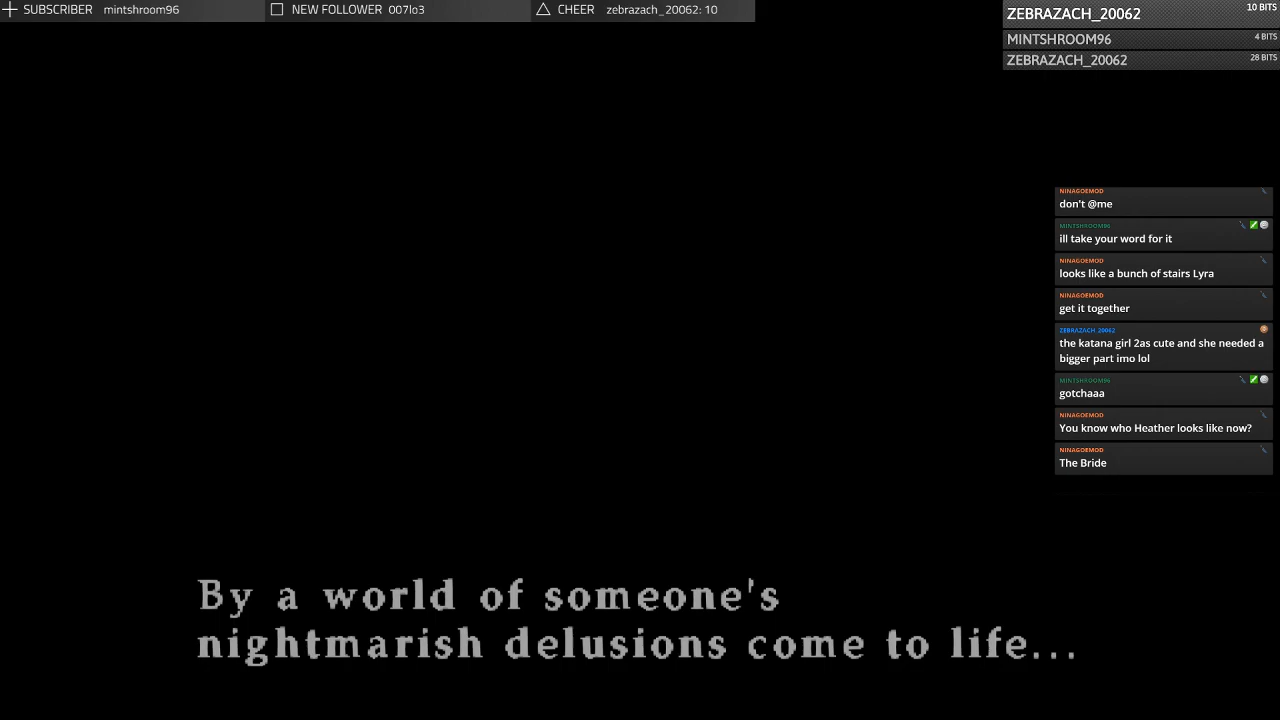 SUBSCRIBER mintshroom96 NEW FOLLOWER 007lo3 CHEER zebrazach_20062: 10
ZEBRAZACH_20062 10 BITS
MINTSHROOM96 4 BITS
ZEBRAZACH_20062 28 BITS
NINAGOEMOD
don't @me
MINTSHROOM96
ill take your word for it
NINAGOEMOD
looks like a bunch of stairs Lyra
NINAGOEMOD
get it together
ZEBRAZACH_20062
the katana girl 2as cute and she needed a
bigger part imo lol
MINTSHROOM96
gotchaaa
NINAGOEMOD
You know who Heather looks like now?
NINAGOEMOD
The Bride
By a world of someone's
nightmarish delusions come to life...